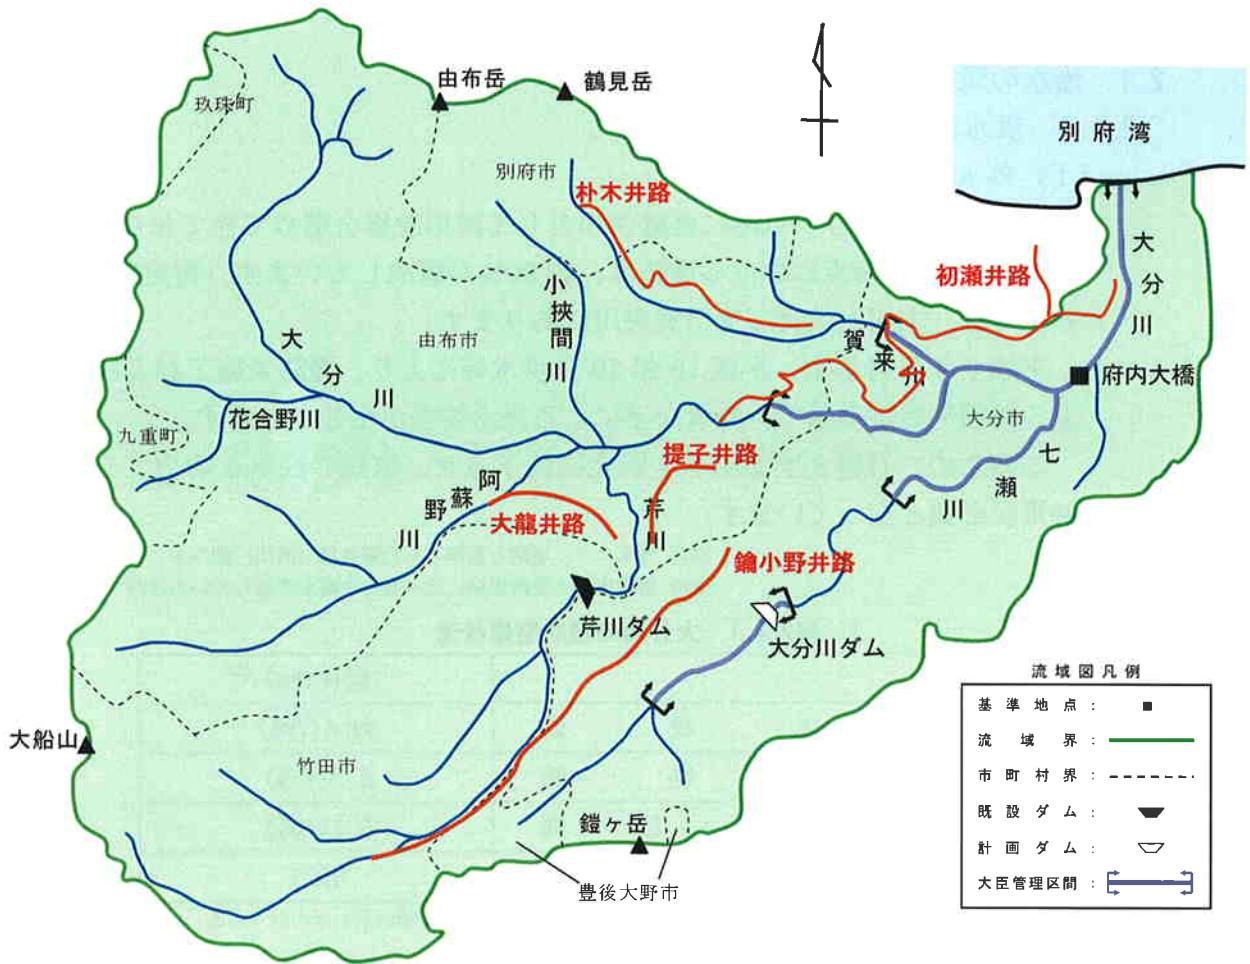 由布岳
鶴見岳
玖珠町
別府湾
別府市
朴木井路
大分川
初瀬井路
小挾間川
大分川
由布市
賀来川
府内大橋
花合野川
大分市
九重町
七瀬川
提子井路
阿蘇野川
大龍井路
芹川
鑰小野井路
芹川ダム
大分川ダム
大船山
竹田市
鎧ヶ岳
豊後大野市
流域図凡例
基準地点:
流域界:
市町村界:
既設ダム:
計画ダム:
大臣管理区間: